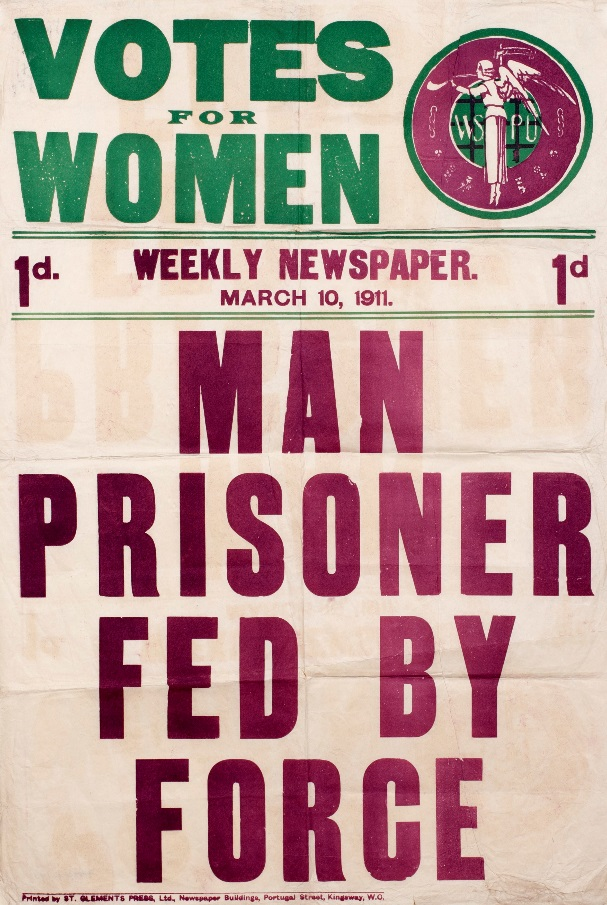 VOTES
FOR
WOMEN
WSPU
1d. WEEKLY NEWSPAPER. 1d
MARCH 10, 1911.
MAN
PRISONER
FED BY
FORCE
Printed by ST. CLEMENTS PRESS, Ltd., Newspaper Buildings, Portugal Street, Kingsway, W.C.